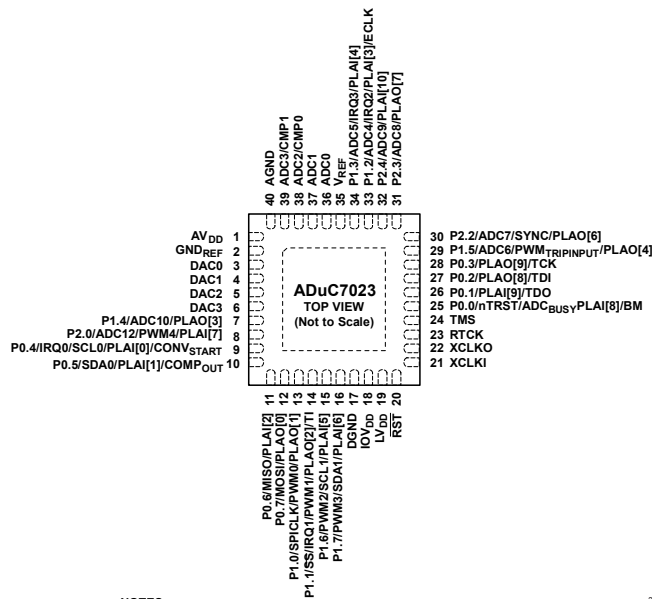 40 AGND
39 ADC3/CMP1
38 ADC2/CMP0
37 ADC1
36 ADC0
35 VREF
34 P1.3/ADC5/IRQ3/PLAI[4]
33 P1.2/ADC4/IRQ2/PLAI[3]/ECLK
32 P2.4/ADC9/PLAI[10]
31 P2.3/ADC8/PLAO[7]
AVDD 1
GNDREF 2
DAC0 3
DAC1 4
DAC2 5
DAC3 6
P1.4/ADC10/PLAO[3] 7
P2.0/ADC12/PWM4/PLAI[7] 8
P0.4/IRQ0/SCL0/PLAI[0]/CONVSTART 9
P0.5/SDA0/PLAI[1]/COMPOUT 10
ADuC7023
TOP VIEW
(Not to Scale)
30 P2.2/ADC7/SYNC/PLAO[6]
29 P1.5/ADC6/PWMTRIPINPUT/PLAO[4]
28 P0.3/PLAO[9]/TCK
27 P0.2/PLAO[8]/TDI
26 P0.1/PLAI[9]/TDO
25 P0.0/nTRST/ADCBUSY/PLAI[8]/BM
24 TMS
23 RTCK
22 XCLKO
21 XCLKI
P0.6/MISO/PLAI[2] 11
P0.7/MOSI/PLAO[0] 12
P1.0/SPICLK/PWM0/PLAO[1] 13
P1.1/SS/IRQ1/PWM1/PLAO[2]/TI 14
P1.6/PWM2/SCL1/PLAI[5] 15
P1.7/PWM3/SDA1/PLAI[6] 16
DGND 17
IOVDD 18
LVDD 19
RST 20